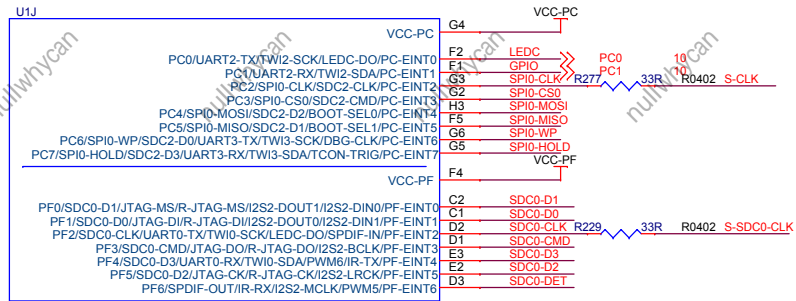 U1J
VCC-PC G4 VCC-PC
PC0/UART2-TX/TWI2-SCK/LEDC-DO/PC-EINT0 F2 LEDC PC0 10
PC1/UART2-RX/TWI2-SDA/PC-EINT1 F1 GPIO PC1 10
PC2/SPI0-CLK/SDC2-CLK/PC-EINT2 G3 SPI0-CLK R277 33R R0402 S-CLK
PC3/SPI0-CS0/SDC2-CMD/PC-EINT3 G2 SPI0-CS0
PC4/SPI0-MOSI/SDC2-D2/BOOT-SEL0/PC-EINT4 H3 SPI0-MOSI
PC5/SPI0-MISO/SDC2-D1/BOOT-SEL1/PC-EINT5 F5 SPI0-MISO
PC6/SPI0-WP/SDC2-D0/UART3-TX/TWI3-SCK/DBG-CLK/PC-EINT6 G6 SPI0-WP
PC7/SPI0-HOLD/SDC2-D3/UART3-RX/TWI3-SDA/TCON-TRIG/PC-EINT7 G5 SPI0-HOLD
VCC-PF F4 VCC-PF
PF0/SDC0-D1/JTAG-MS/R-JTAG-MS/I2S2-DOUT1/I2S2-DIN0/PF-EINT0 C2 SDC0-D1
PF1/SDC0-D0/JTAG-DI/R-JTAG-DI/I2S2-DOUT0/I2S2-DIN1/PF-EINT1 C1 SDC0-D0
PF2/SDC0-CLK/UART0-TX/TWI0-SCK/LEDC-DO/SPDIF-IN/PF-EINT2 D2 SDC0-CLK R229 33R R0402 S-SDC0-CLK
PF3/SDC0-CMD/JTAG-DO/R-JTAG-DO/I2S2-BCLK/PF-EINT3 D1 SDC0-CMD
PF4/SDC0-D3/UART0-RX/TWI0-SDA/PWM6/IR-TX/PF-EINT4 E3 SDC0-D3
PF5/SDC0-D2/JTAG-CK/R-JTAG-CK/I2S2-LRCK/PF-EINT5 E2 SDC0-D2
PF6/SPDIF-OUT/IR-RX/I2S2-MCLK/PWM5/PF-EINT6 D3 SDC0-DET
nullwhycan
nullwhycan
nullwhycan